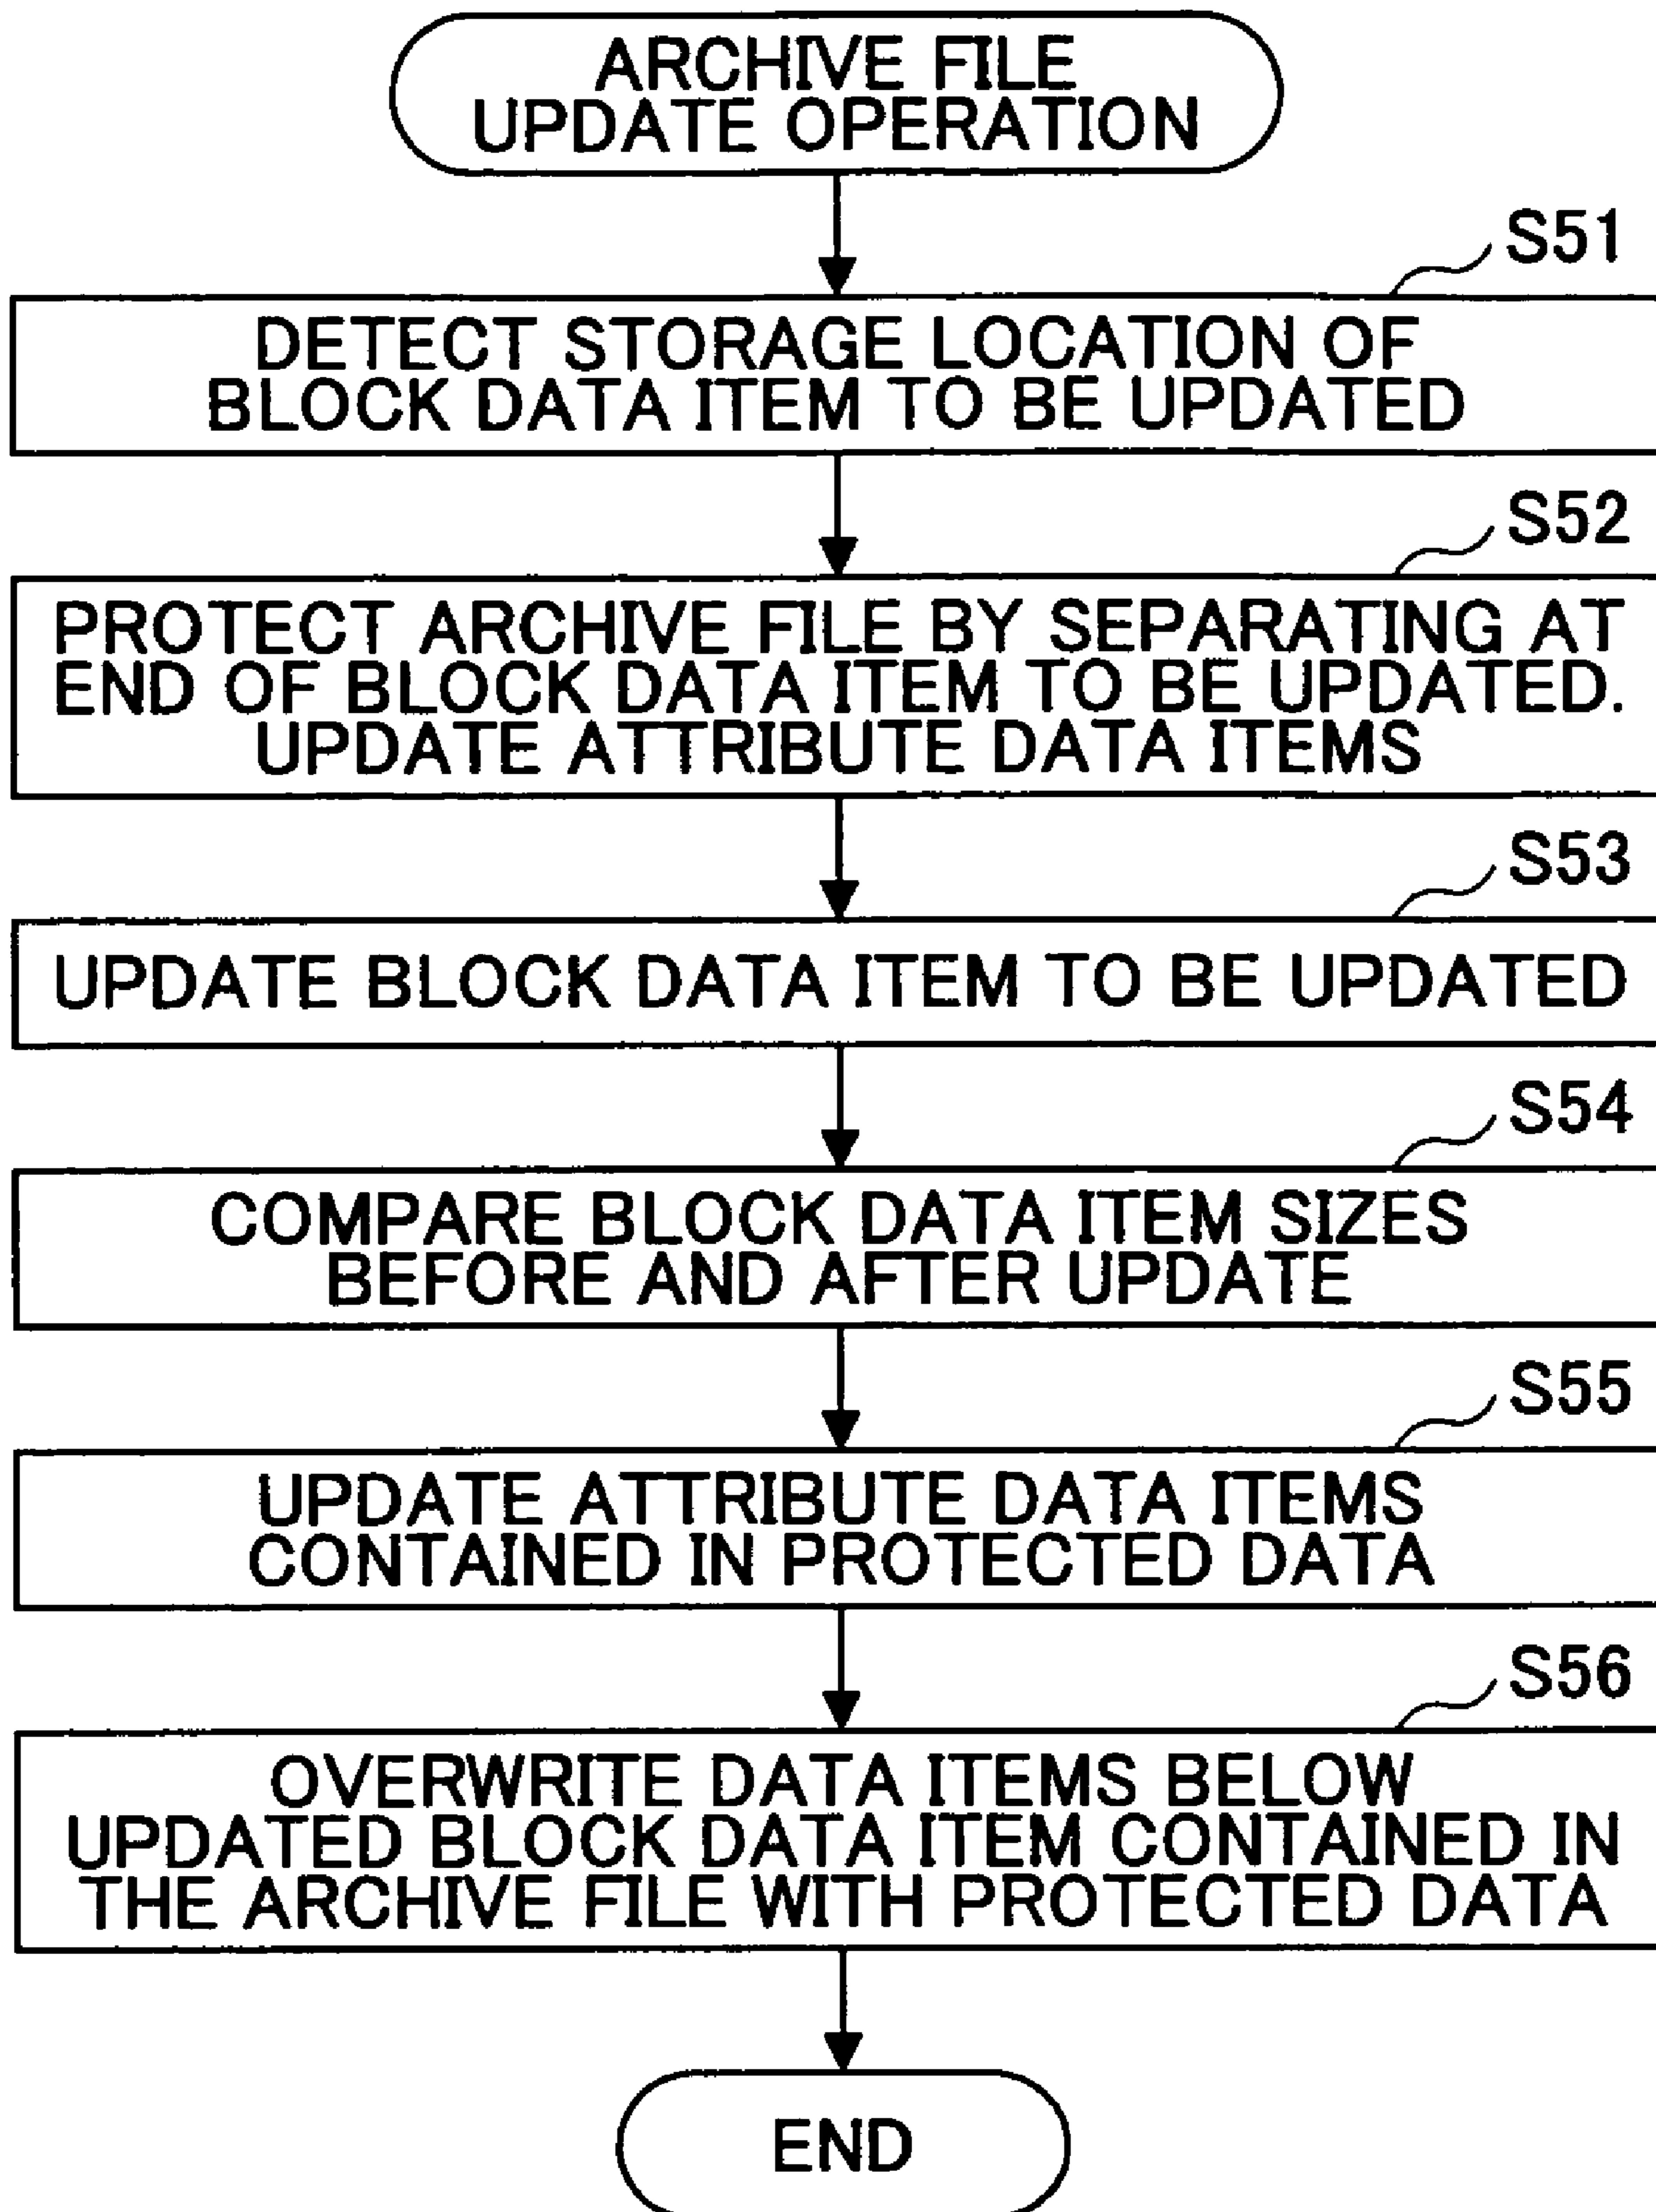 ARCHIVE FILE
UPDATE OPERATION
S51
DETECT STORAGE LOCATION OF
BLOCK DATA ITEM TO BE UPDATED
S52
PROTECT ARCHIVE FILE BY SEPARATING AT
END OF BLOCK DATA ITEM TO BE UPDATED.
UPDATE ATTRIBUTE DATA ITEMS
S53
UPDATE BLOCK DATA ITEM TO BE UPDATED
S54
COMPARE BLOCK DATA ITEM SIZES
BEFORE AND AFTER UPDATE
S55
UPDATE ATTRIBUTE DATA ITEMS
CONTAINED IN PROTECTED DATA
S56
OVERWRITE DATA ITEMS BELOW
UPDATED BLOCK DATA ITEM CONTAINED IN
THE ARCHIVE FILE WITH PROTECTED DATA
END